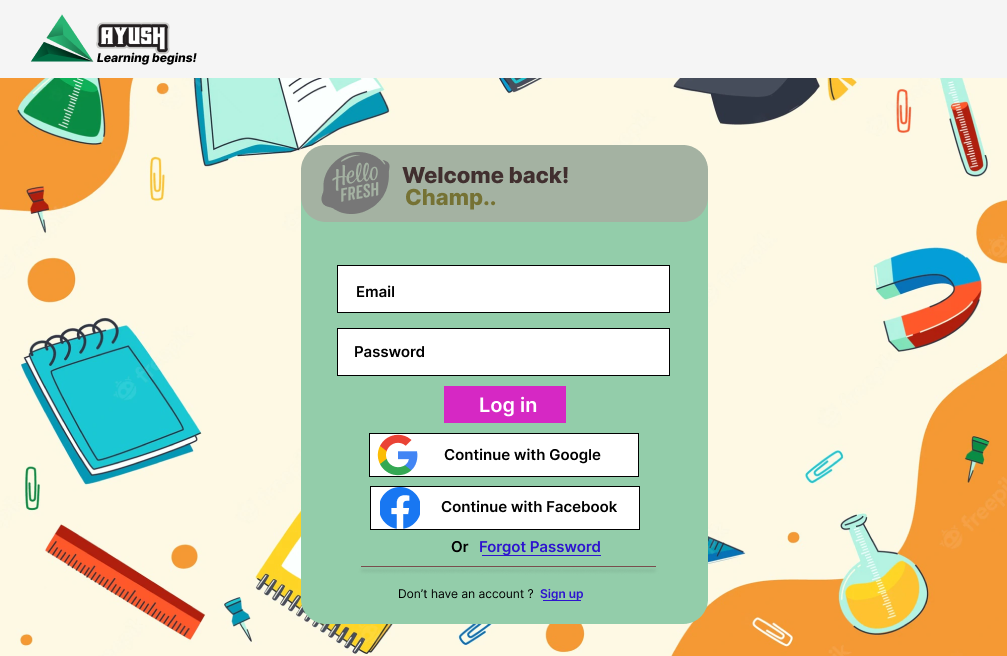 AYUSH
Learning begins!
Hello
FRESH
Welcome back!
Champ..
Email
Password
Log in
Continue with Google
Continue with Facebook
Or Forgot Password
Don't have an account ? Sign up